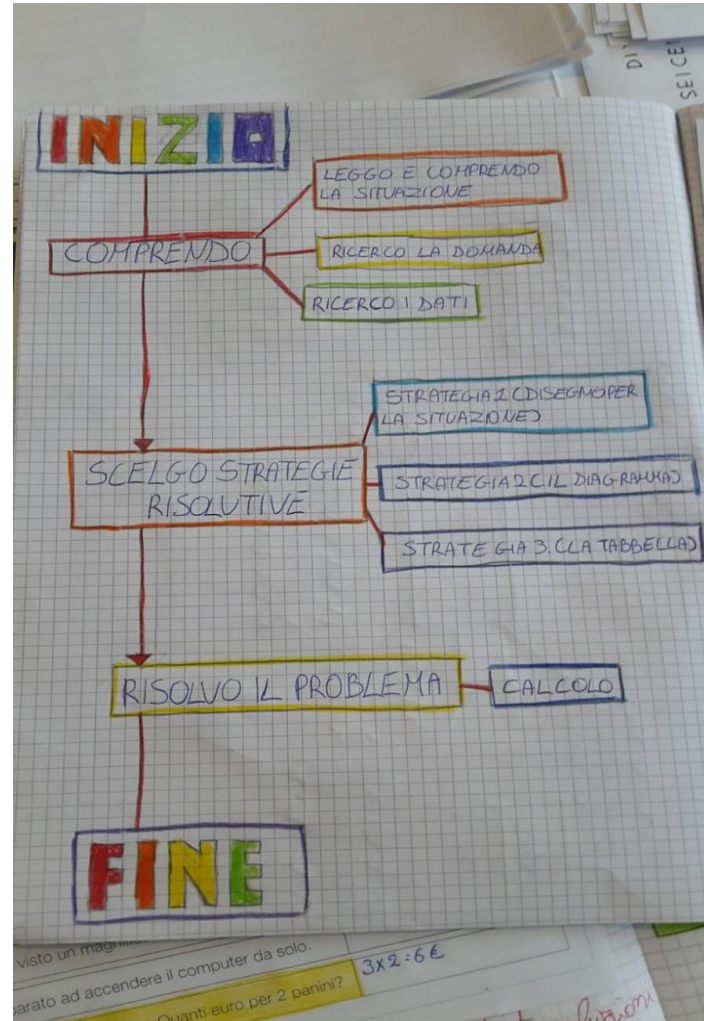 DI
SEICE
INIZIO
LEGGO E COMPRENDO
LA SITUAZIONE
COMPRENDO
RICERCO LA DOMANDA
RICERCO I DATI
STRATEGIA 1 (DISEGNO PER
LA SITUAZIONE)
SCELGO STRATEGIE
RISOLUTIVE
STRATEGIA 2 (IL DIAGRAMMA)
STRATEGIA 3. (LA TABBELLA)
RISOLVO IL PROBLEMA
CALCOLO
FINE
visto un
arato ad accendere il computer da solo.
Quanti euro per 2 panini? 3x2=6€